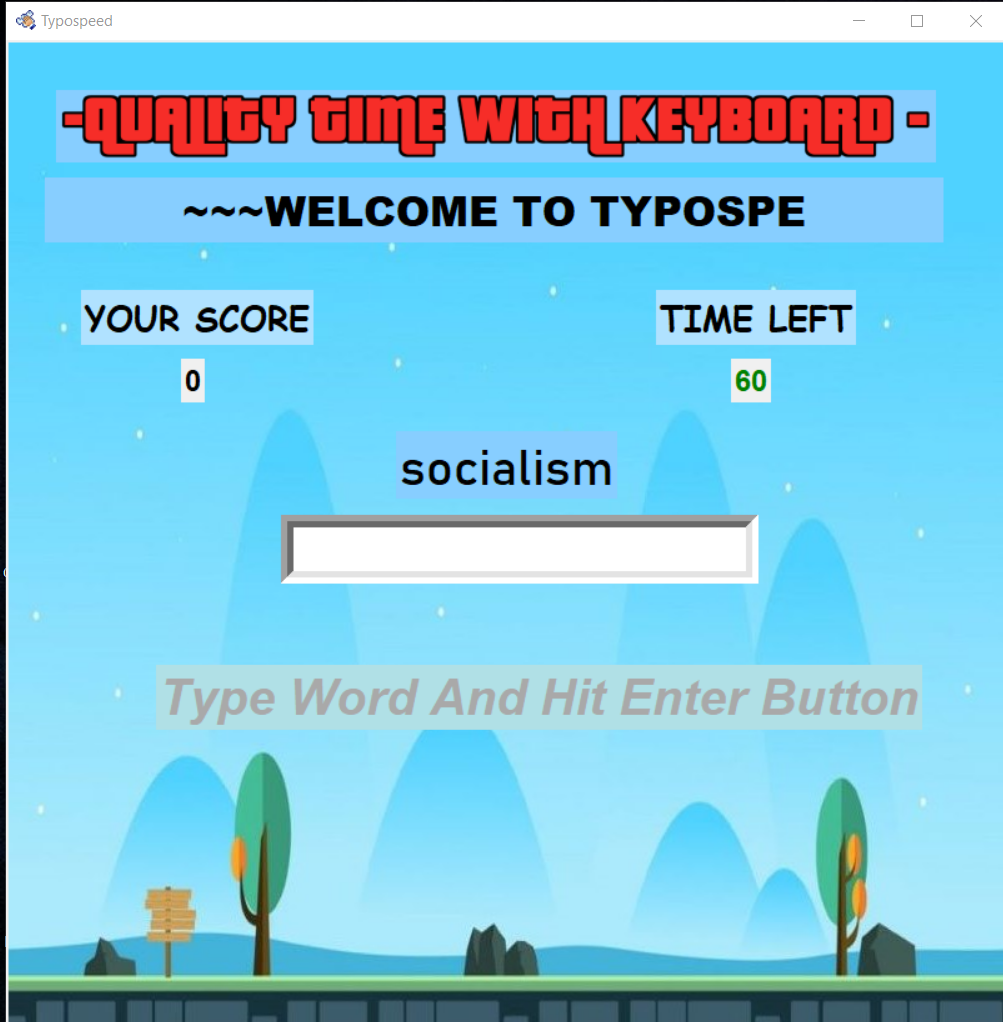 Typospeed
-QUALITY TIME WITH KEYBOARD -
~~~WELCOME TO TYPOSPE
YOUR SCORE
TIME LEFT
0
60
socialism
Type Word And Hit Enter Button